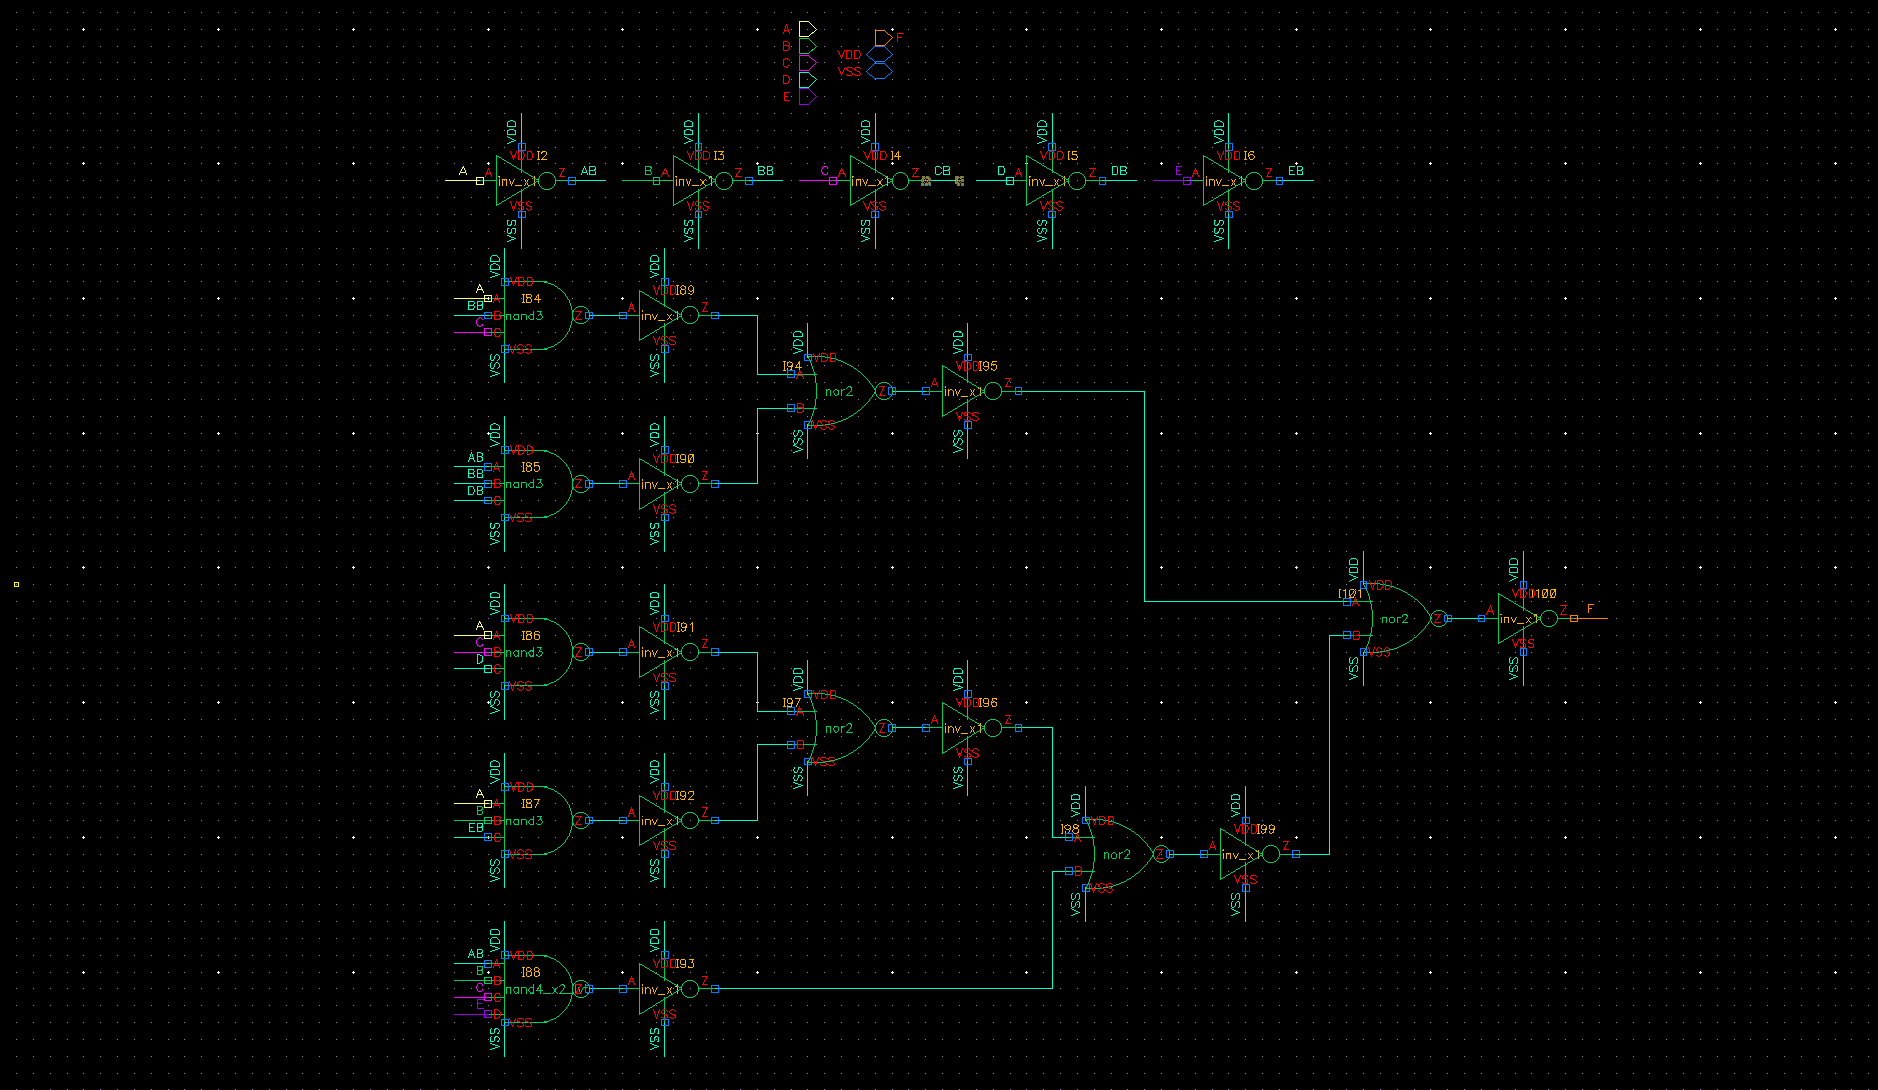 A
F
B
VDD
C
VSS
D
E
VDD VDD VDD VDD VDD
VDD I2 VDD I3 VDD I4 VDD I5 VDD I6
A A Z AB B A Z BB C A Z CB D A Z DB E A Z EB
inv_x1 inv_x1 inv_x1 inv_x1 inv_x1
VSS VSS VSS VSS VSS
VSS VSS VSS VSS VSS
VDD VDD
VDD VDD I89
A A I84
BB B nand3 Z A inv_x1 Z
C C
VSS VSS
VSS VSS
VDD VDD
VDD
I94 A VDD I95
nor2 Z A inv_x1 Z
B
VSS VSS
VSS VSS
VDD VDD
VDD VDD I90
AB A I85
BB B nand3 Z A inv_x1 Z
DB C
VSS VSS
VSS VSS
VDD VDD
VDD I101 A VDD I100
nor2 Z A inv_x1 Z F
B
VSS VSS
VSS VSS
VDD VDD
VDD VDD I91
A A I86
C B nand3 Z A inv_x1 Z
D C
VSS VSS
VSS VSS
VDD VDD
VDD
I97 A VDD I96
nor2 Z A inv_x1 Z
B
VSS VSS
VSS VSS
VDD VDD
VDD VDD I92
A A I87
B B nand3 Z A inv_x1 Z
EB C
VSS VSS
VSS VSS
VDD VDD
VDD
I98 A VDD I99
nor2 Z A inv_x1 Z
B
VSS VSS
VSS VSS
VDD VDD
VDD VDD I93
AB A I88
B B
C C nand4_x2 Z A inv_x1 Z
E D
VSS VSS
VSS VSS